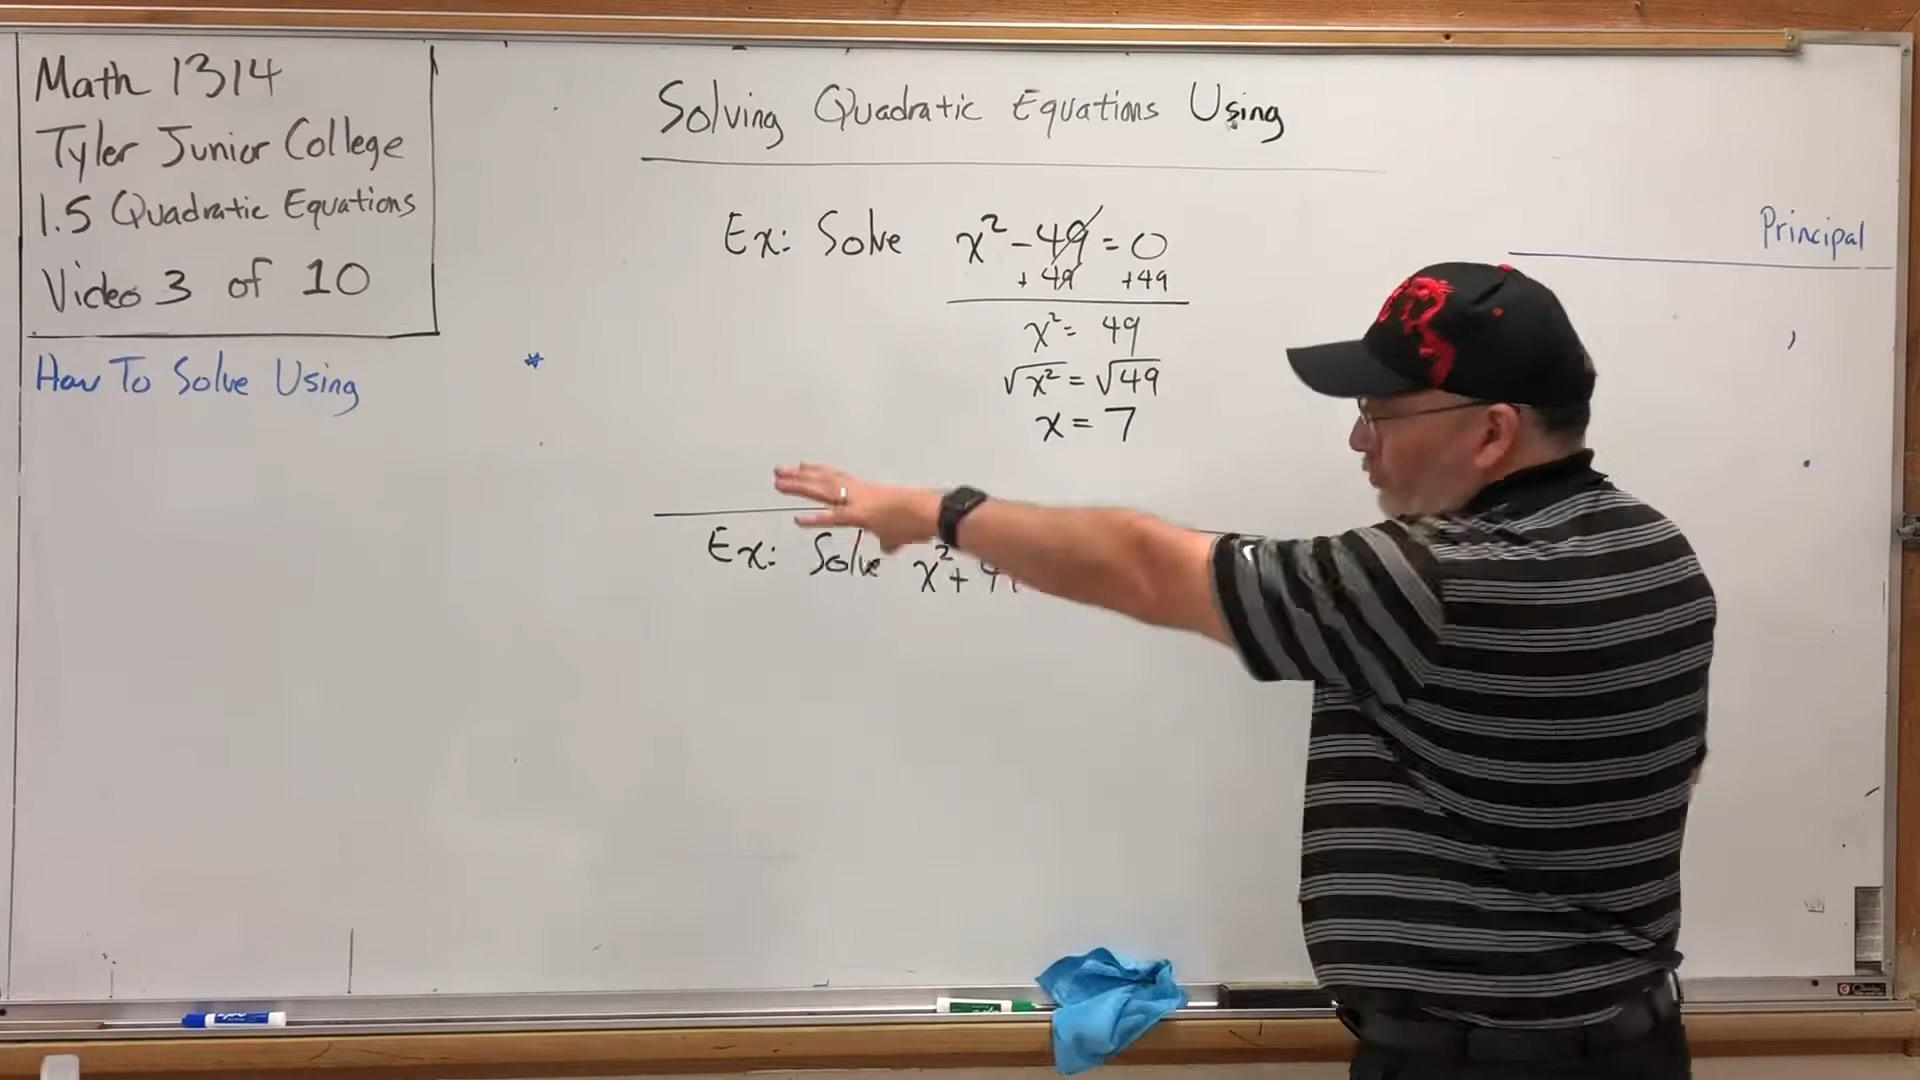 Math 1314
Tyler Junior College
1.5 Quadratic Equations
Video 3 of 10
How To Solve Using
*
Solving Quadratic Equations Using
Ex: Solve x² - 49 = 0
+ 49 +49
x² = 49
√x² = √49
x = 7
Ex: Solve x² +
Principal